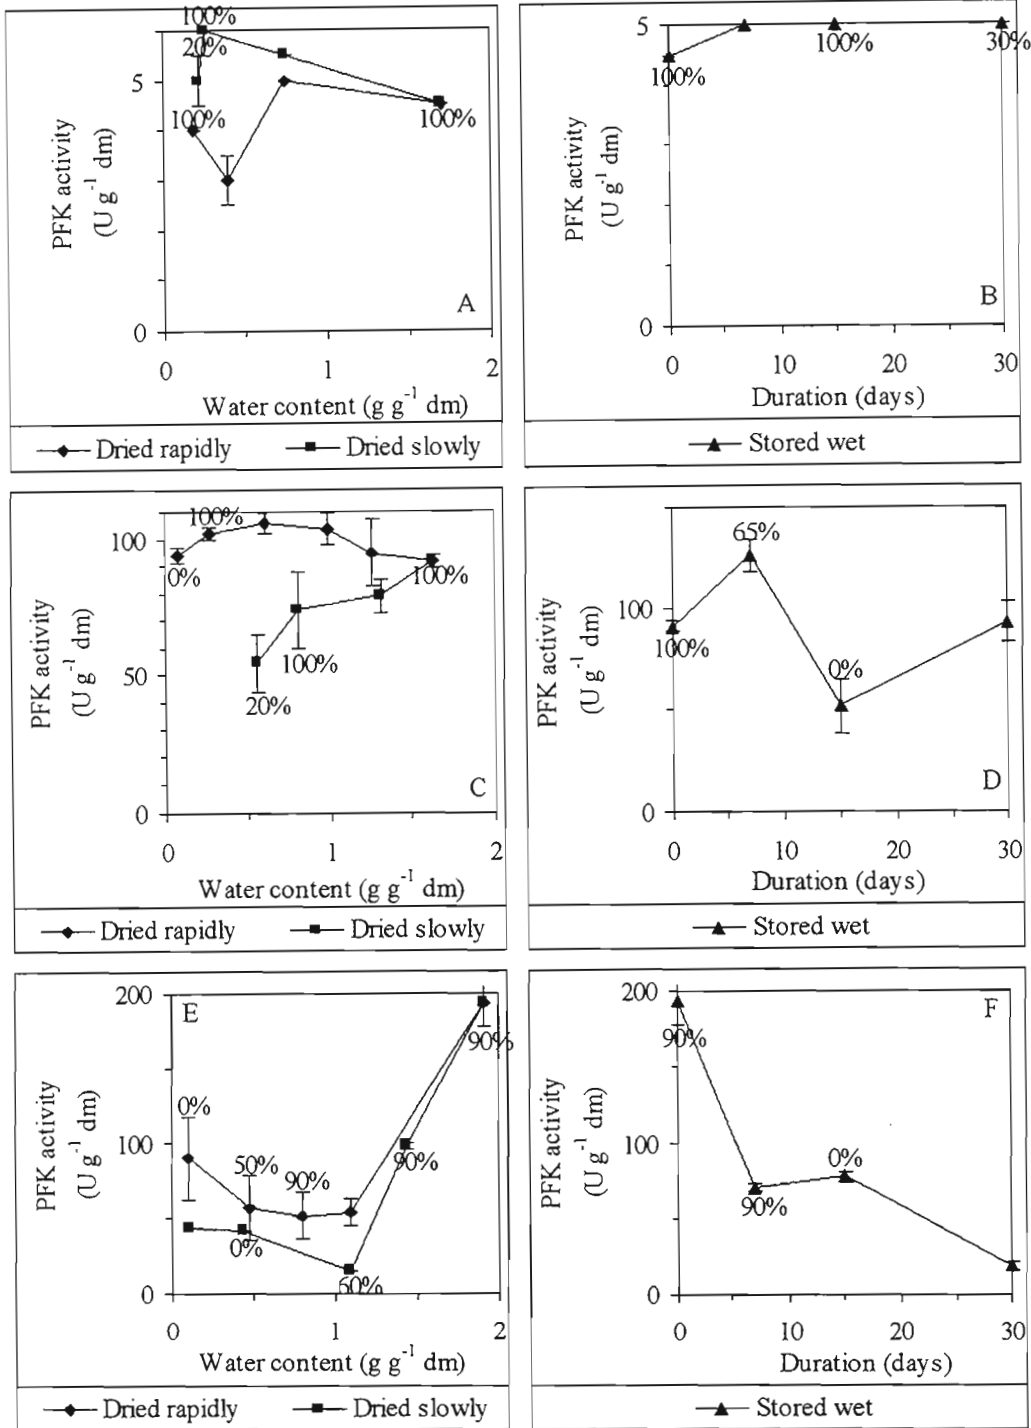 100%
20%
100%
100%
5
0
0 1 2
PFK activity
(U g⁻¹ dm)
A
Water content (g g⁻¹ dm)
Dried rapidly Dried slowly
5
0
100%
100%
30%
0 10 20 30
PFK activity
(U g⁻¹ dm)
B
Duration (days)
Stored wet
100
50
0
100%
0%
100%
100%
20%
0 1 2
PFK activity
(U g⁻¹ dm)
C
Water content (g g⁻¹ dm)
Dried rapidly Dried slowly
100
0
65%
100%
0%
0 10 20 30
PFK activity
(U g⁻¹ dm)
D
Duration (days)
Stored wet
200
100
0
E
0%
50%
90%
90%
90%
0%
60%
0 1 2
PFK activity
(U g⁻¹ dm)
Water content (g g⁻¹ dm)
Dried rapidly Dried slowly
200
100
0
F
90%
0%
90%
0 10 20 30
PFK activity
(U g⁻¹ dm)
Duration (days)
Stored wet